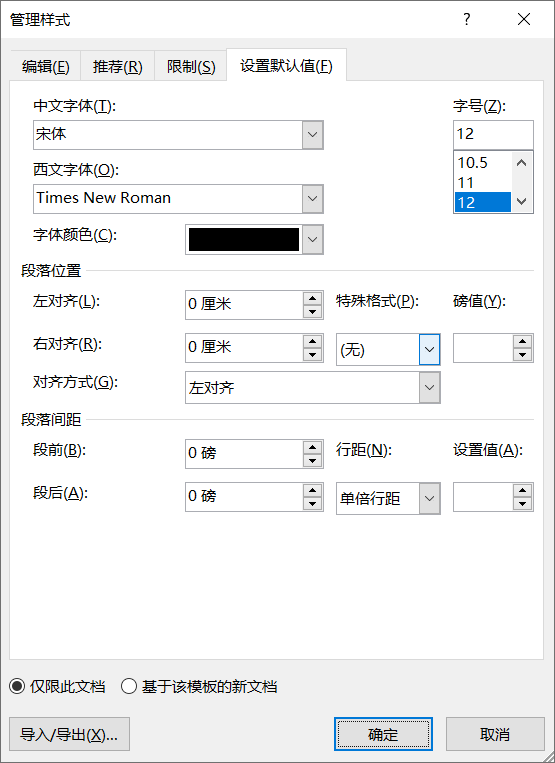 管理样式
编辑(E) 推荐(R) 限制(S) 设置默认值(F)
中文字体(T): 字号(Z):
宋体 12
10.5
11
12
西文字体(O):
Times New Roman
字体颜色(C):
段落位置
左对齐(L): 0 厘米 特殊格式(P): 磅值(Y):
右对齐(R): 0 厘米 (无)
对齐方式(G): 左对齐
段落间距
段前(B): 0 磅 行距(N): 设置值(A):
段后(A): 0 磅 单倍行距
仅限此文档 基于该模板的新文档
导入/导出(X)... 确定 取消